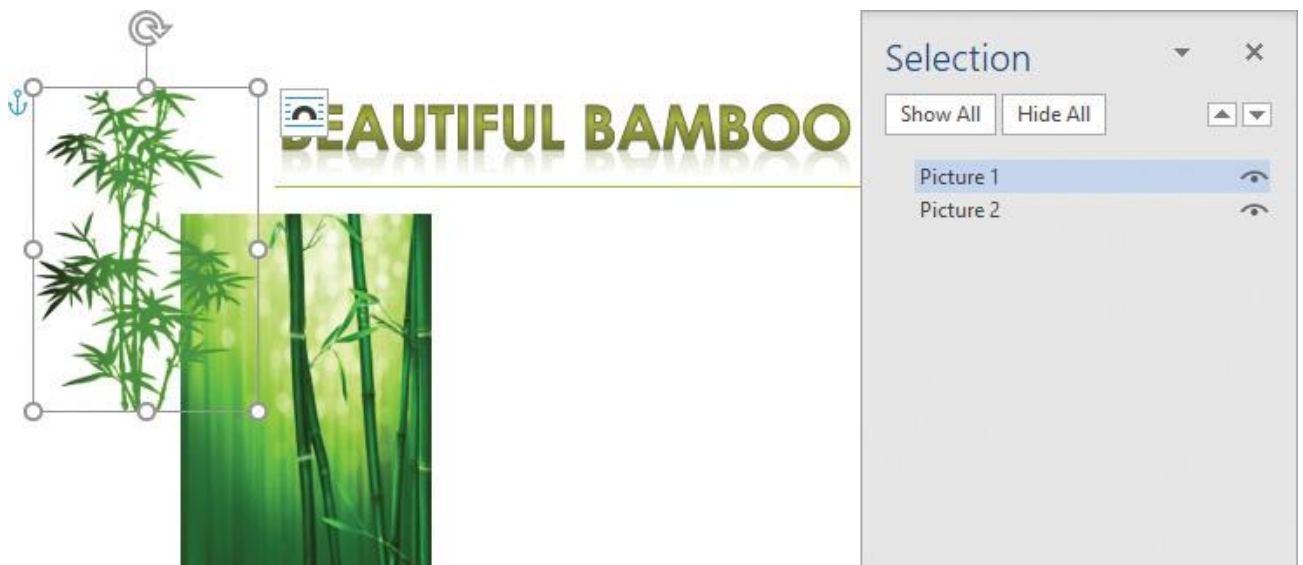 BEAUTIFUL BAMBOO
Selection
Show All Hide All
Picture 1
Picture 2